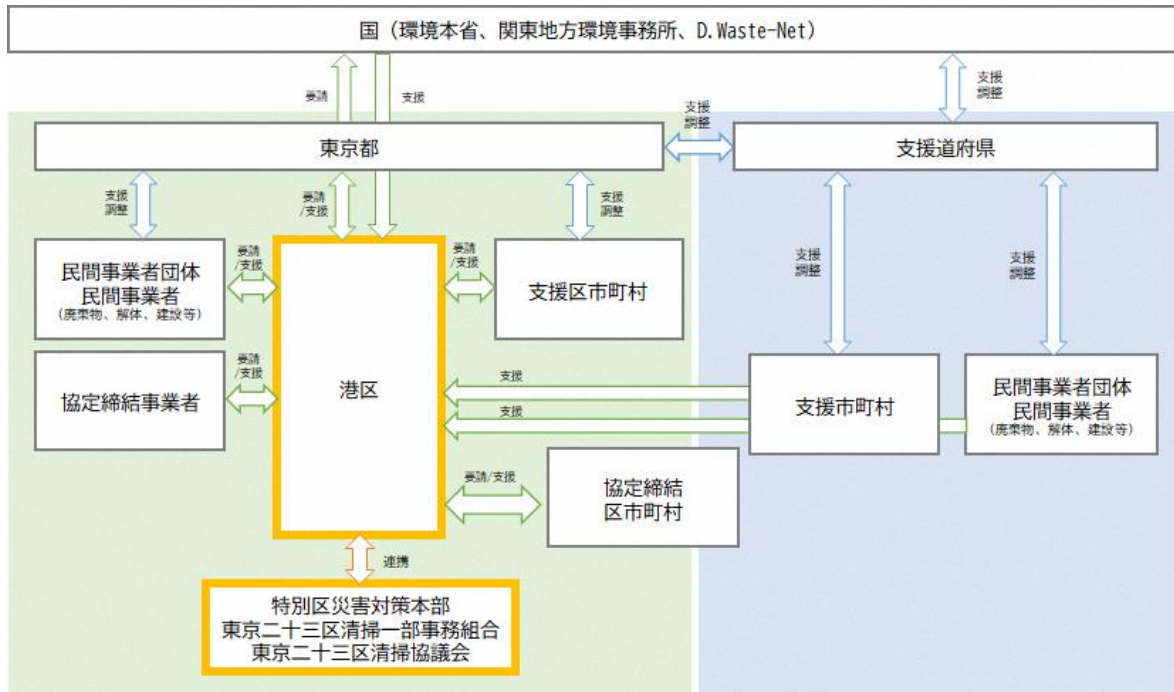 国（環境本省、関東地方環境事務所、D.Waste-Net）
要請
支援
支援
調整
東京都
支援
調整
支援道府県
支援
調整
要請
/支援
支援
調整
支援
調整
支援
調整
民間事業者団体
民間事業者
（廃棄物、解体、建設等）
要請
/支援
港区
要請
/支援
支援区市町村
協定締結事業者
要請
/支援
支援
支援
支援市町村
民間事業者団体
民間事業者
（廃棄物、解体、建設等）
要請/支援
協定締結
区市町村
連携
特別区災害対策本部
東京二十三区清掃一部事務組合
東京二十三区清掃協議会